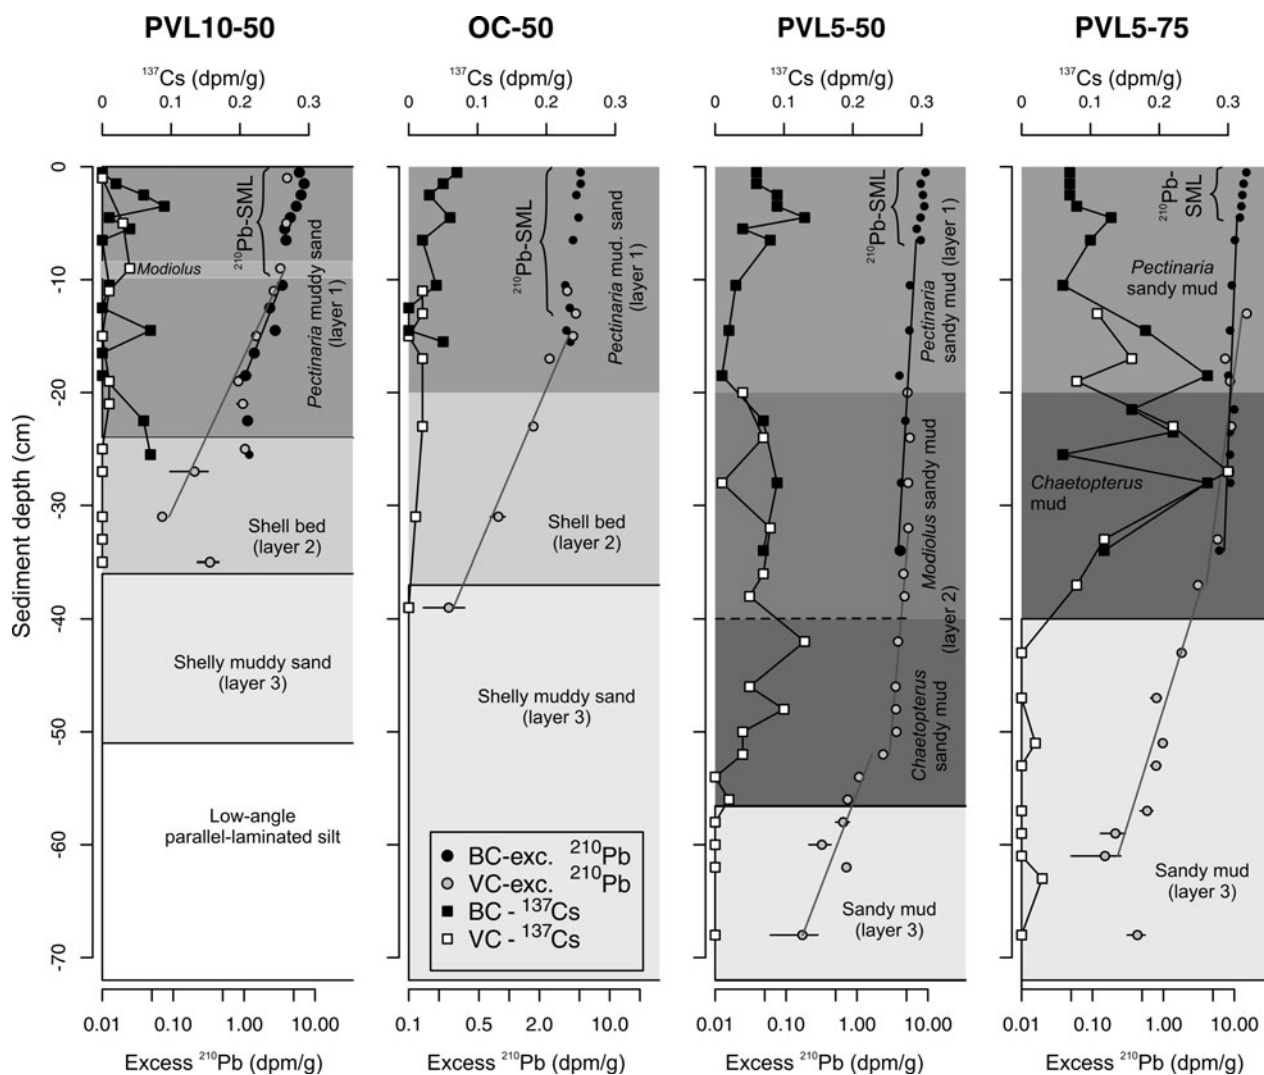 PVL10-50
OC-50
PVL5-50
PVL5-75
¹³⁷Cs (dpm/g)
¹³⁷Cs (dpm/g)
¹³⁷Cs (dpm/g)
¹³⁷Cs (dpm/g)
0 0.1 0.2 0.3
0 0.1 0.2 0.3
0 0.1 0.2 0.3
0 0.1 0.2 0.3
Sediment depth (cm)
0
-10
-20
-30
-40
-50
-60
-70
²¹⁰Pb-SML
Modiolus
Pectinaria muddy sand
(layer 1)
Shell bed
(layer 2)
Shelly muddy sand
(layer 3)
Low-angle
parallel-laminated silt
²¹⁰Pb-SML
Pectinaria mud. sand
(layer 1)
Shell bed
(layer 2)
Shelly muddy sand
(layer 3)
BC-exc. ²¹⁰Pb
VC-exc. ²¹⁰Pb
BC - ¹³⁷Cs
VC - ¹³⁷Cs
²¹⁰Pb-SML
Pectinaria
sandy mud (layer 1)
Modiolus sandy mud
(layer 2)
Chaetopterus
sandy mud
Sandy mud
(layer 3)
²¹⁰Pb-
SML
Pectinaria
sandy mud
Chaetopterus
mud
Sandy mud
(layer 3)
0.01 0.10 1.00 10.00
0.1 0.5 2.0 10.0
0.01 0.10 1.00 10.00
0.01 0.10 1.00 10.00
Excess ²¹⁰Pb (dpm/g)
Excess ²¹⁰Pb (dpm/g)
Excess ²¹⁰Pb (dpm/g)
Excess ²¹⁰Pb (dpm/g)